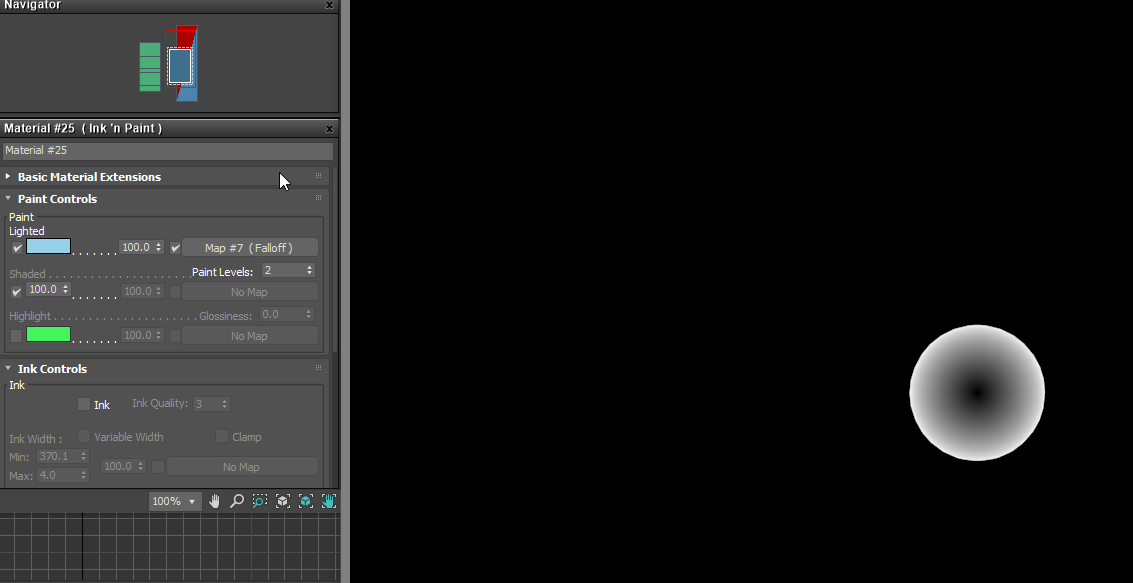 Navigator
x
Material #25 ( Ink 'n Paint )
x
Material #25
Basic Material Extensions
Paint Controls
Paint
Lighted
100.0
Map #7 (Falloff)
Shaded . . . . . . . . . . . . . . . . . . . . .
Paint Levels: 2
100.0
100.0
No Map
Highlight . . . . . . . . . . . . . . . . . . . . .
Glossiness: 0.0
100.0
No Map
Ink Controls
Ink
Ink
Ink Quality: 3
Ink Width :
Variable Width
Clamp
Min: 370.1
100.0
No Map
Max: 4.0
100%